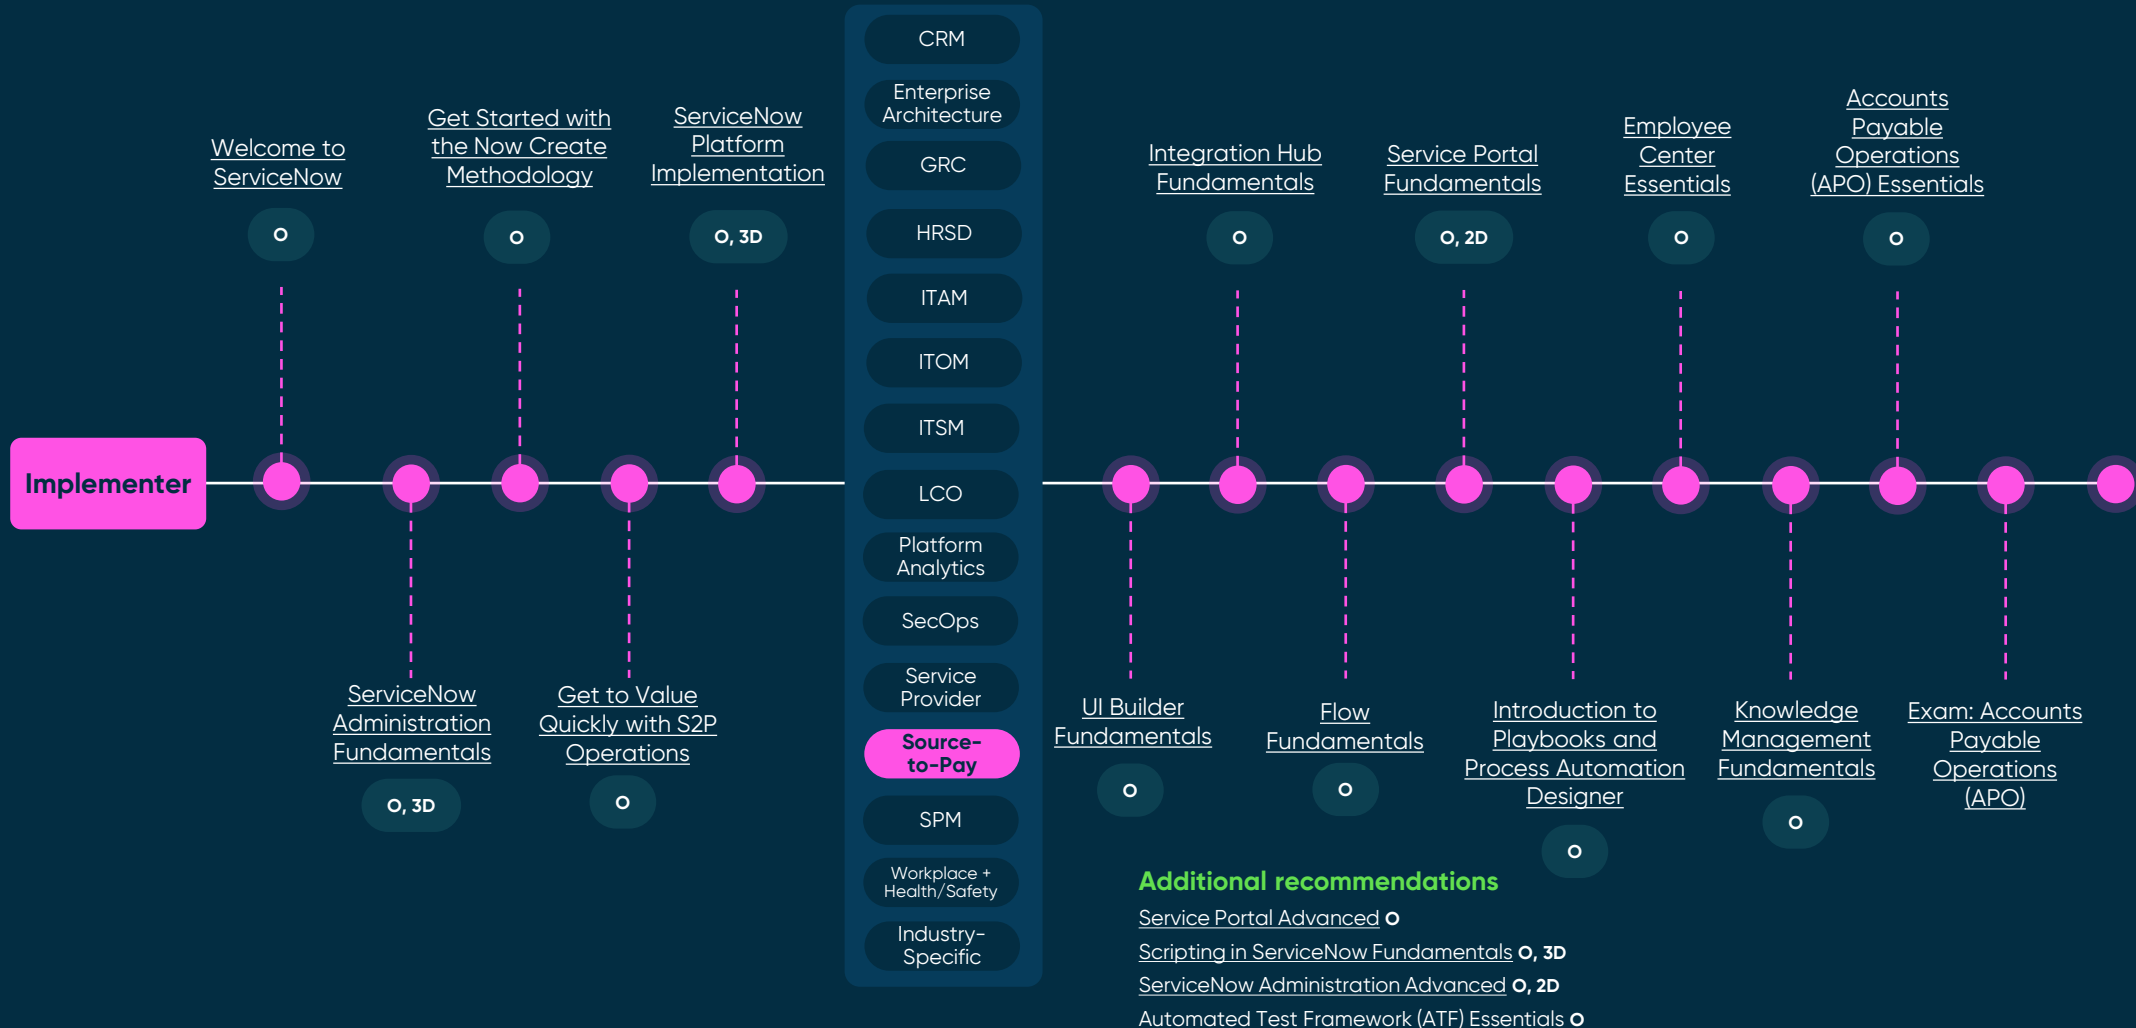 Implementer
Welcome to
ServiceNow
O
ServiceNow
Administration
Fundamentals
O, 3D
Get Started with
the Now Create
Methodology
O
Get to Value
Quickly with S2P
Operations
O
ServiceNow
Platform
Implementation
O, 3D
CRM
Enterprise
Architecture
GRC
HRSD
ITAM
ITOM
ITSM
LCO
Platform
Analytics
SecOps
Service
Provider
Source-
to-Pay
SPM
Workplace +
Health/Safety
Industry-
Specific
UI Builder
Fundamentals
O
Integration Hub
Fundamentals
O
Flow
Fundamentals
O
Service Portal
Fundamentals
O, 2D
Introduction to
Playbooks and
Process Automation
Designer
O
Employee
Center
Essentials
O
Knowledge
Management
Fundamentals
O
Accounts
Payable
Operations
(APO) Essentials
O
Exam: Accounts
Payable
Operations
(APO)
Additional recommendations
Service Portal Advanced O
Scripting in ServiceNow Fundamentals O, 3D
ServiceNow Administration Advanced O, 2D
Automated Test Framework (ATF) Essentials O